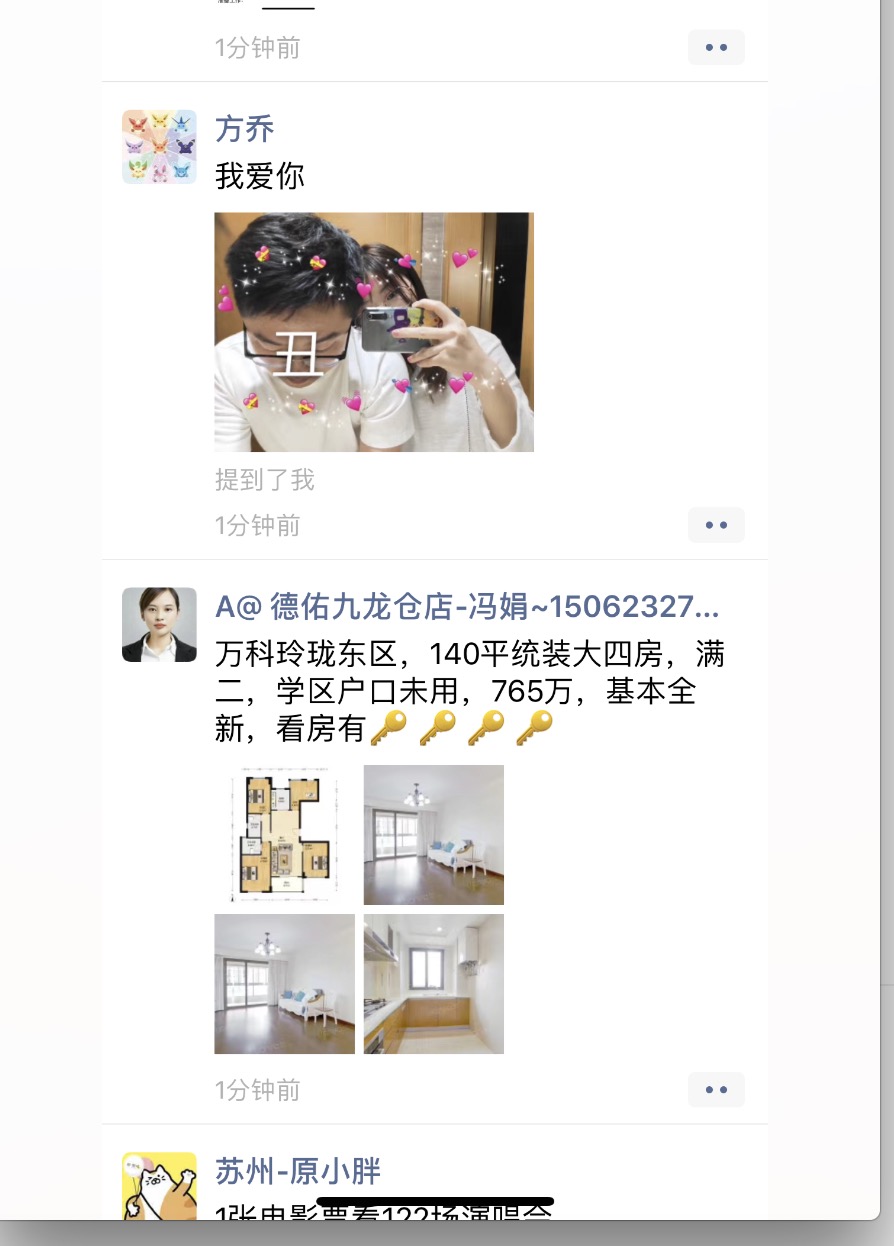 1分钟前
方乔
我爱你
丑
提到了我
1分钟前
A@ 德佑九龙仓店-冯娟~15062327...
万科玲珑东区，140平统装大四房，满
二，学区户口未用，765万，基本全
新，看房有🔑🔑🔑🔑
1分钟前
苏州-原小胖
1张电影票看122场演唱会